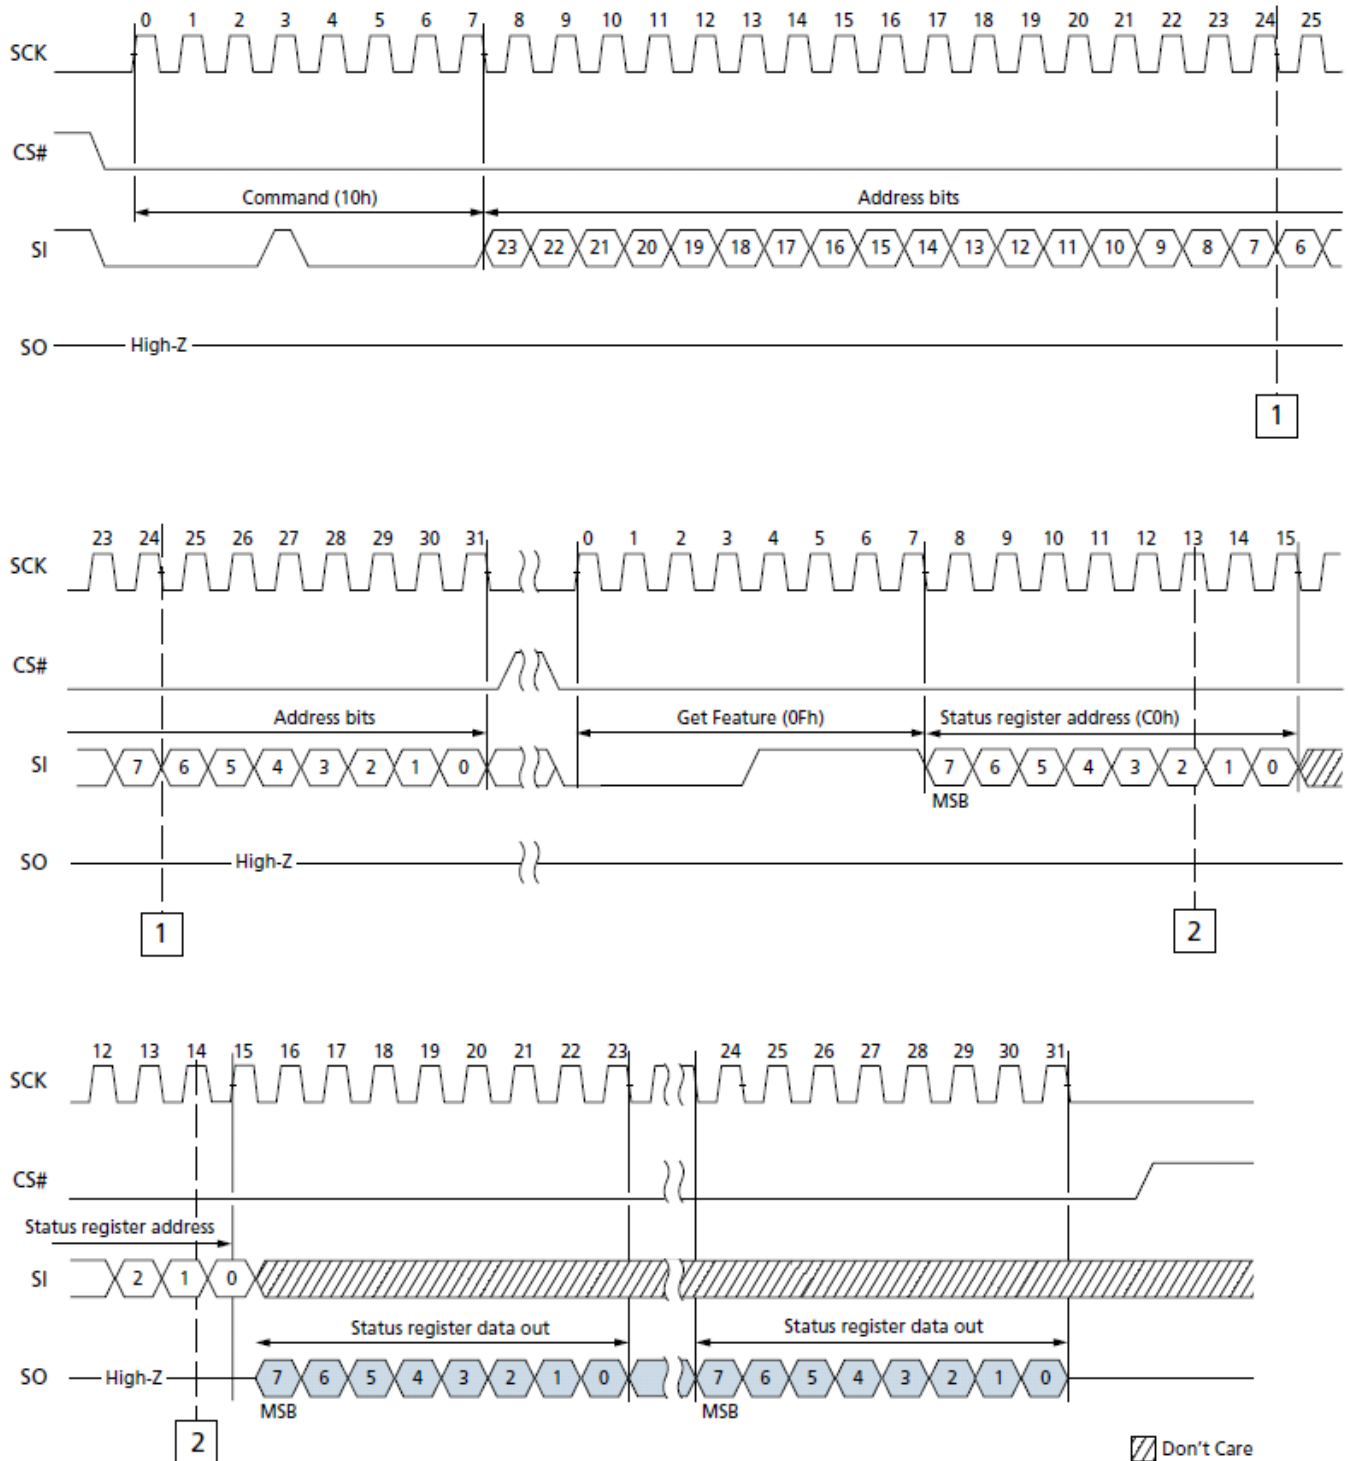 0 1 2 3 4 5 6 7 8 9 10 11 12 13 14 15 16 17 18 19 20 21 22 23 24 25
SCK
CS#
Command (10h) Address bits
SI 23 22 21 20 19 18 17 16 15 14 13 12 11 10 9 8 7 6
SO High-Z
1
23 24 25 26 27 28 29 30 31 0 1 2 3 4 5 6 7 8 9 10 11 12 13 14 15
SCK
CS#
Address bits Get Feature (0Fh) Status register address (C0h)
SI 7 6 5 4 3 2 1 0 7 6 5 4 3 2 1 0
MSB
SO High-Z
1 2
12 13 14 15 16 17 18 19 20 21 22 23 24 25 26 27 28 29 30 31
SCK
CS#
Status register address
SI 2 1 0
Status register data out Status register data out
SO High-Z 7 6 5 4 3 2 1 0 7 6 5 4 3 2 1 0
MSB MSB
2
Don't Care